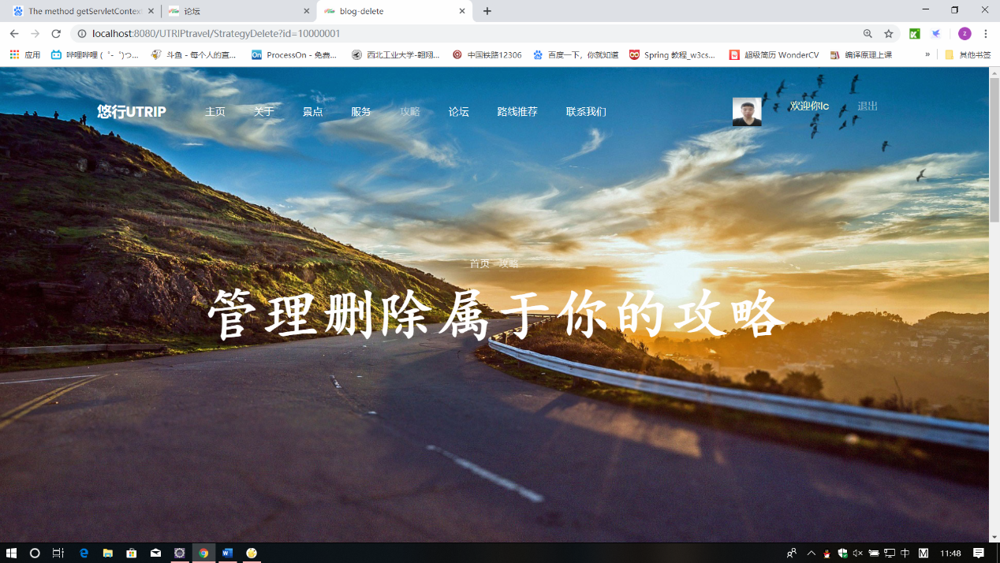 The method getServletContext
论坛
blog-delete
localhost:8080/UTRIPtravel/StrategyDelete?id=10000001
z
应用
哔哩哔哩 ( ゜- ゜)つ...
斗鱼 - 每个人的直...
On
ProcessOn - 免费...
西北工业大学-翱翔...
中国铁路12306
百度一下，你就知道
Spring 教程_w3cs...
超级简历 WonderCV
编译原理上课
»
其他书签
悠行UTRIP
主页
关于
景点
服务
攻略
论坛
路线推荐
联系我们
欢迎你lc
退出
首页 攻略
管理删除属于你的攻略
中
M
11:48